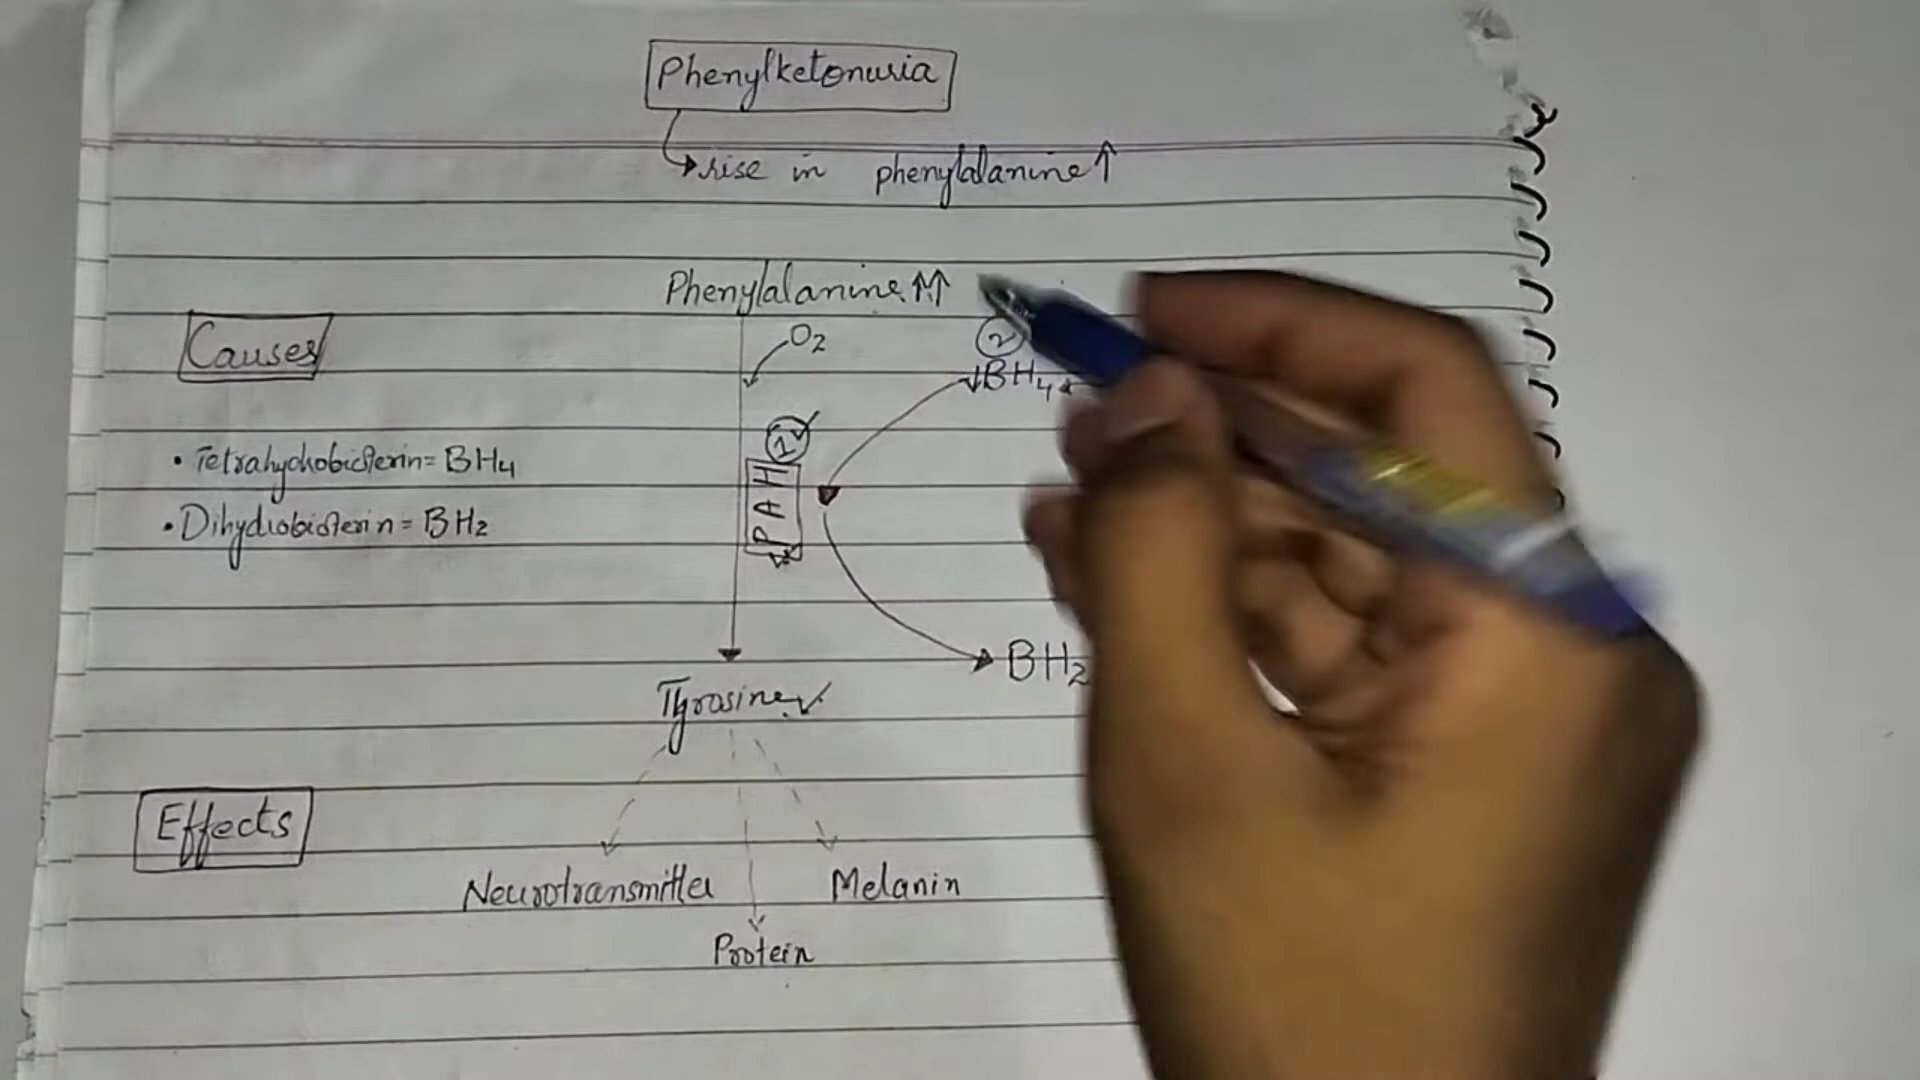 Phenylketonuria
rise in phenylalanine↑
Phenylalanine ↑↑
Causes
O2
2
↓BH4
1
PAH
• Tetrahydrobiopterin = BH4
• Dihydrobiopterin = BH2
BH2
Tyrosine
Effects
Neurotransmitter
Melanin
Protein